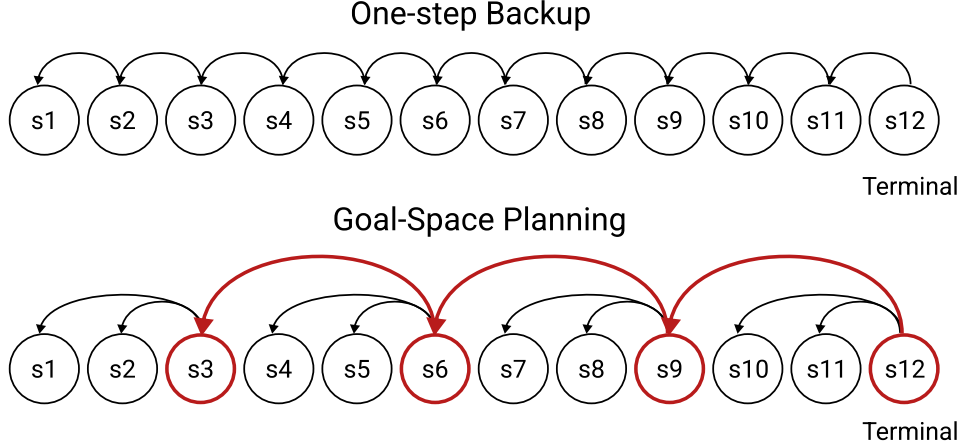 One-step Backup
s1 s2 s3 s4 s5 s6 s7 s8 s9 s10 s11 s12
Terminal
Goal-Space Planning
s1 s2 s3 s4 s5 s6 s7 s8 s9 s10 s11 s12
Terminal